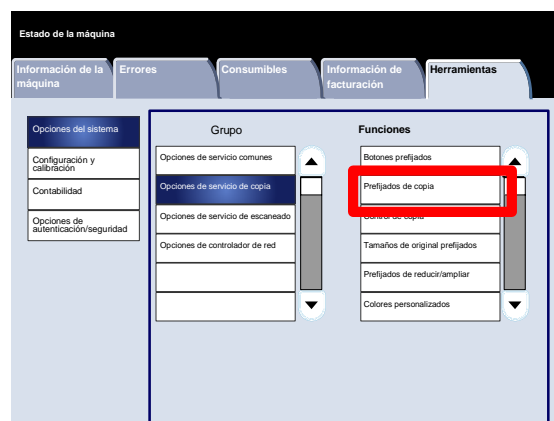 Estado de la máquina
Información de la máquina
Errores
Consumibles
Información de facturación
Herramientas
Opciones del sistema
Configuración y calibración
Contabilidad
Opciones de autenticación/seguridad
Grupo
Opciones de servicio comunes
Opciones de servicio de copia
Opciones de servicio de escaneado
Opciones de controlador de red
Funciones
Botones prefijados
Prefijados de copia
Control de copia
Tamaños de original prefijados
Prefijados de reducir/ampliar
Colores personalizados